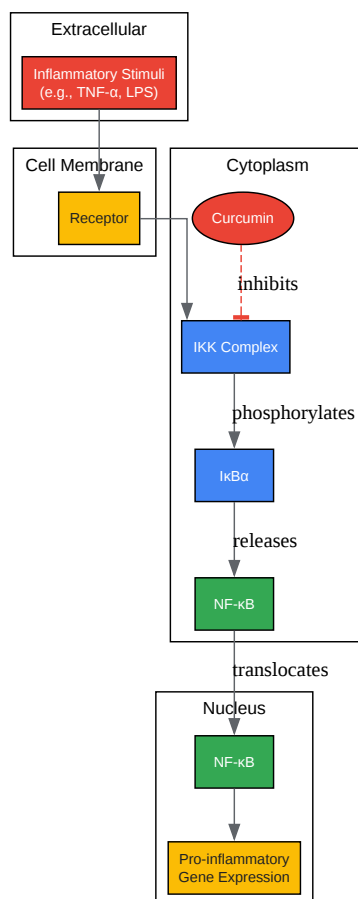 Extracellular
Inflammatory Stimuli
(e.g., TNF-α, LPS)
Cell Membrane
Receptor
Cytoplasm
Curcumin
inhibits
IKK Complex
phosphorylates
IκBα
releases
NF-κB
translocates
Nucleus
NF-κB
Pro-inflammatory
Gene Expression